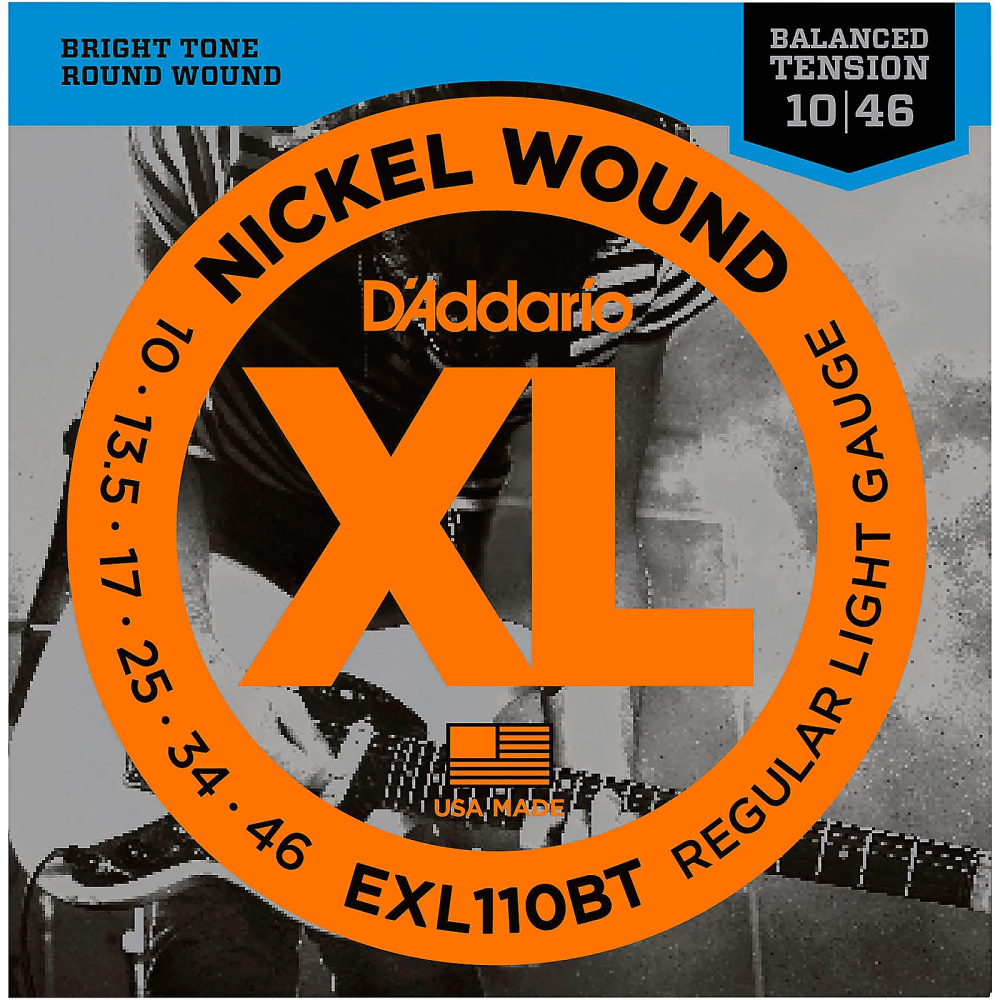 BRIGHT TONE
ROUND WOUND
BALANCED
TENSION
10|46
NICKEL WOUND
D'Addario
XL
10 · 13.5 · 17 · 25 · 34 · 46
REGULAR LIGHT GAUGE
USA MADE
EXL110BT